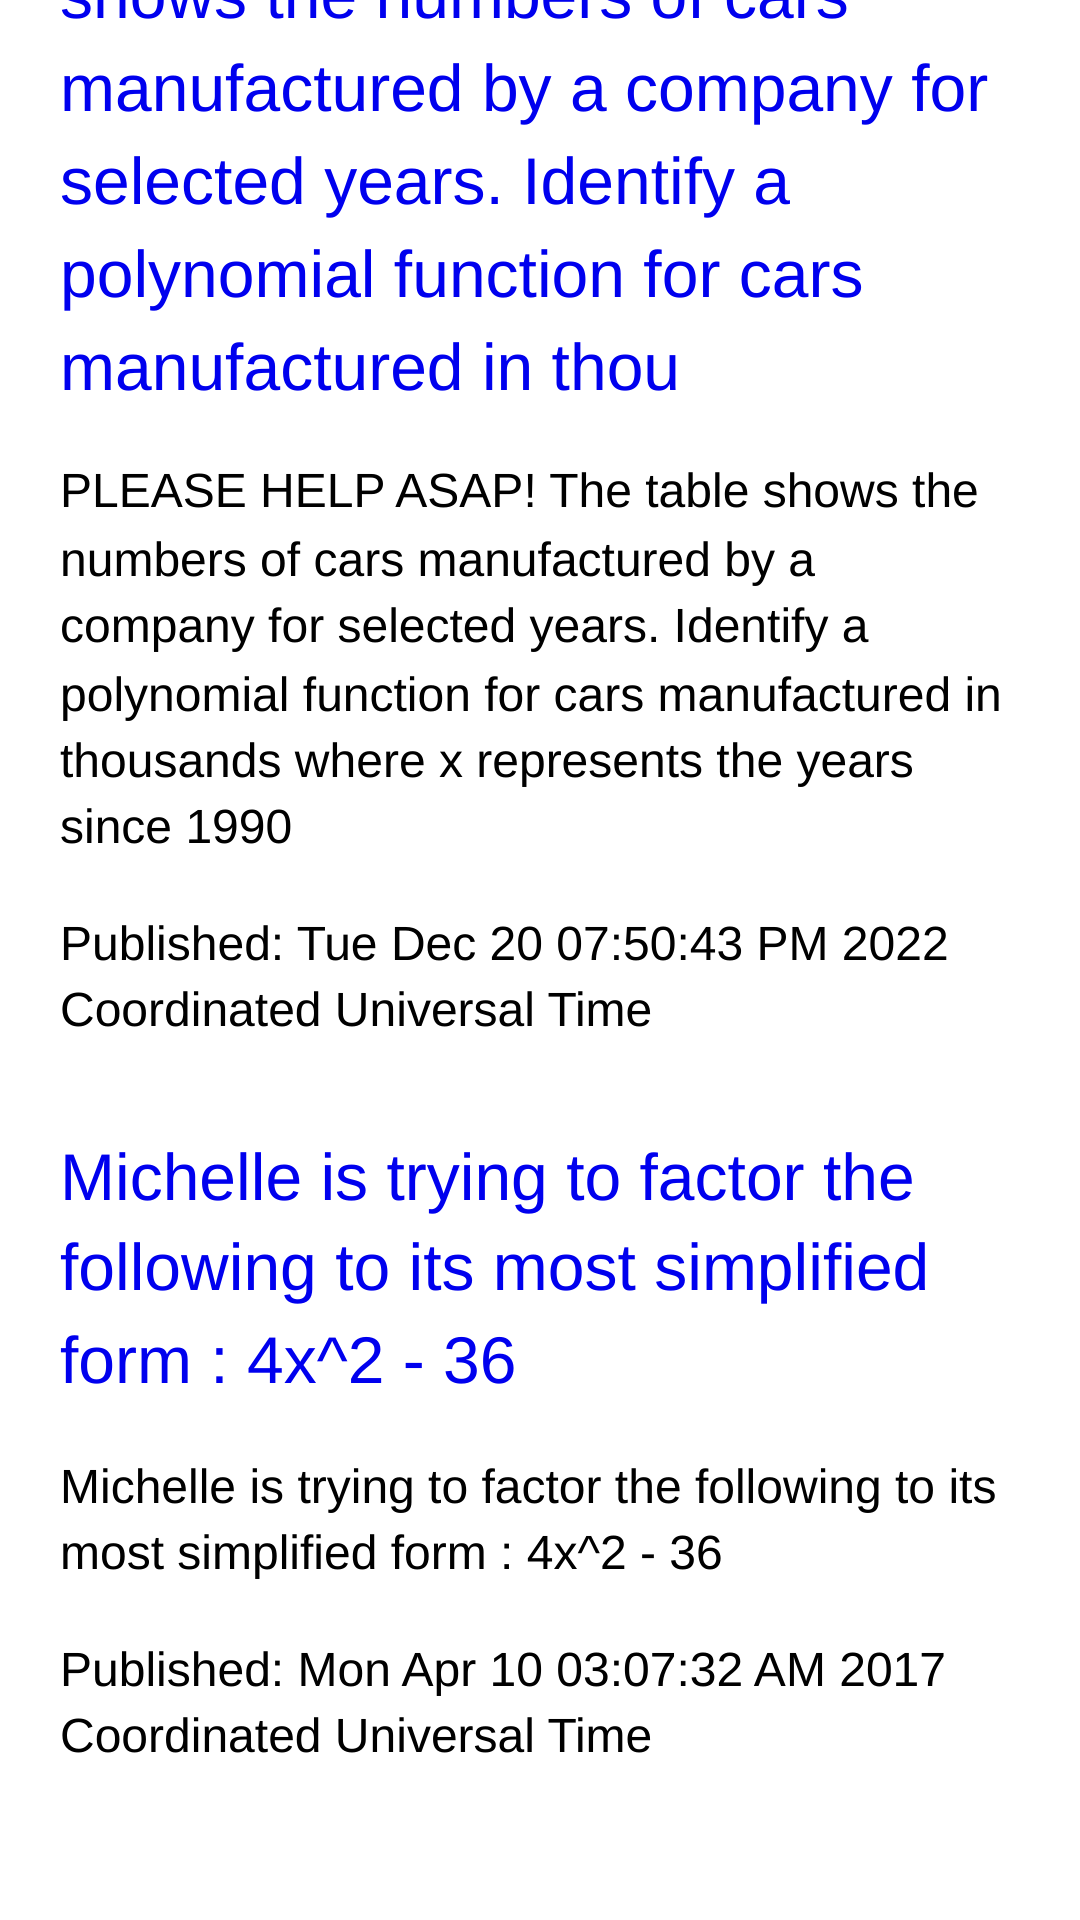 shows the numbers of cars
manufactured by a company for
selected years. Identify a
polynomial function for cars
manufactured in thou
PLEASE HELP ASAP! The table shows the
numbers of cars manufactured by a
company for selected years. Identify a
polynomial function for cars manufactured in
thousands where x represents the years
since 1990
Published: Tue Dec 20 07:50:43 PM 2022
Coordinated Universal Time
Michelle is trying to factor the
following to its most simplified
form : 4x^2 - 36
Michelle is trying to factor the following to its
most simplified form : 4x^2 - 36
Published: Mon Apr 10 03:07:32 AM 2017
Coordinated Universal Time